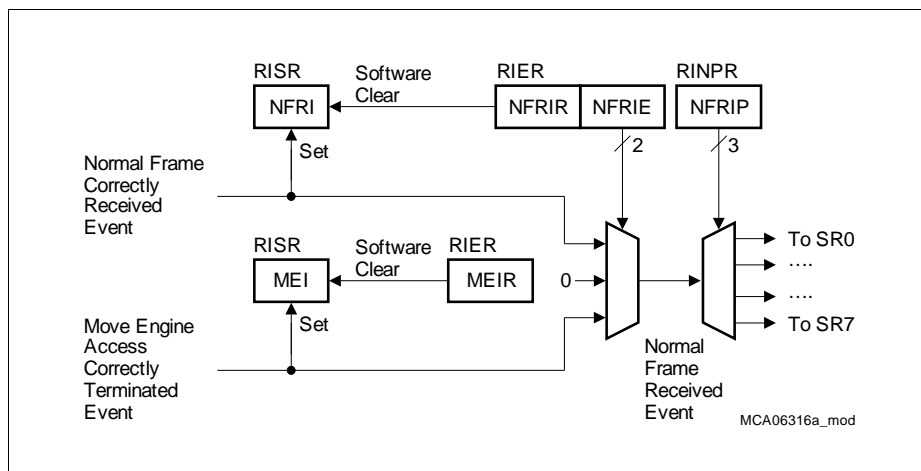 RISR
Software
Clear
RIER
RINPR
NFRI
NFRIR
NFRIE
NFRIP
Set
2
3
Normal Frame
Correctly
Received
Event
RISR
Software
Clear
RIER
To SR0
....
MEI
MEIR
0
....
Set
To SR7
Move Engine
Access
Correctly
Terminated
Event
Normal
Frame
Received
Event
MCA06316a_mod